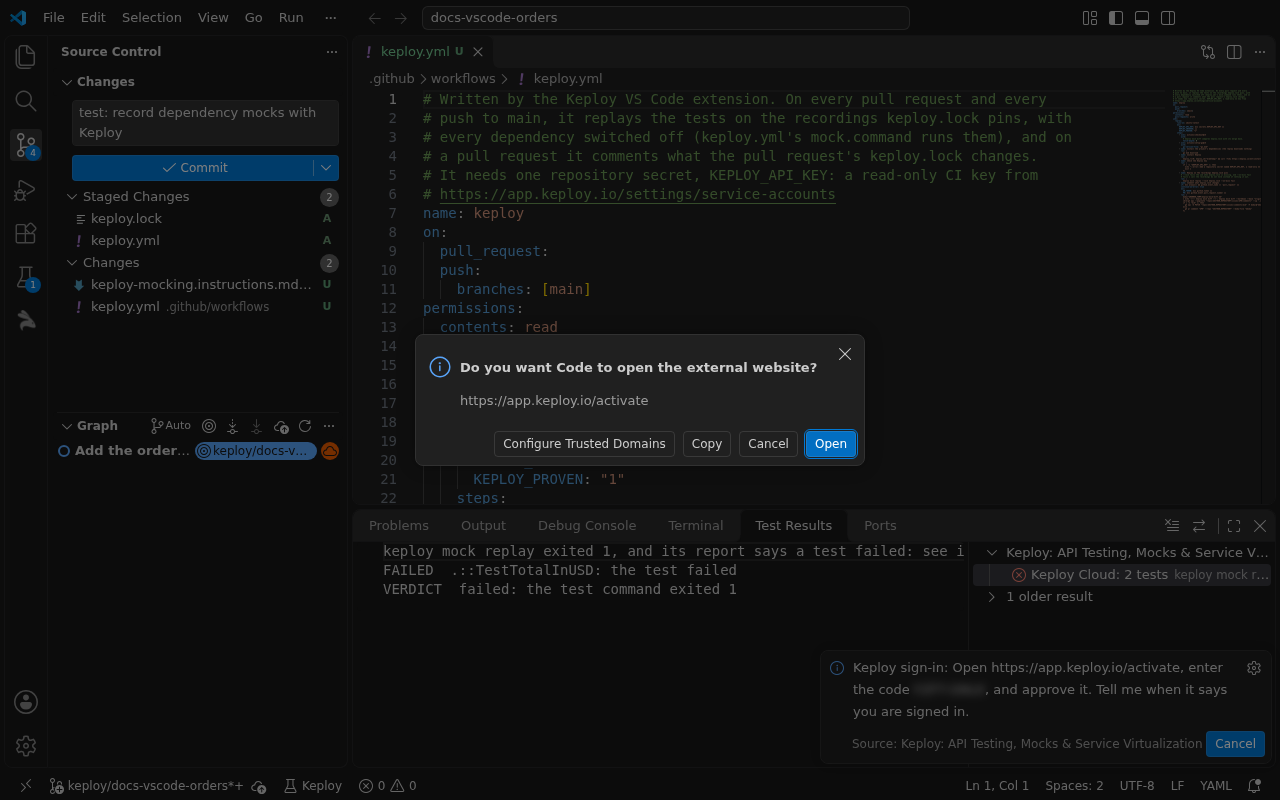 File Edit Selection View Go Run ···
docs-vscode-orders
Source Control
Changes
test: record dependency mocks with
Keploy
Commit
Staged Changes 2
keploy.lock A
keploy.yml A
Changes 2
keploy-mocking.instructions.md... U
keploy.yml .github/workflows U
4
1
Graph Auto
Add the order... keploy/docs-v...
keploy.yml U
.github > workflows > keploy.yml
1 # Written by the Keploy VS Code extension. On every pull request and every
2 # push to main, it replays the tests on the recordings keploy.lock pins, with
3 # every dependency switched off (keploy.yml's mock.command runs them), and on
4 # a pull request it comments what the pull request's keploy.lock changes.
5 # It needs one repository secret, KEPLOY_API_KEY: a read-only CI key from
6 # https://app.keploy.io/settings/service-accounts
7 name: keploy
8 on:
9 pull_request:
10 push:
11 branches: [main]
12 permissions:
13 contents: read
14
15
16
17
18
19
20
21 KEPLOY_PROVEN: "1"
22 steps:
Do you want Code to open the external website?
https://app.keploy.io/activate
Configure Trusted Domains Copy Cancel Open
Problems Output Debug Console Terminal Test Results Ports
keploy mock replay exited 1, and its report says a test failed: see i
FAILED .::TestTotalInUSD: the test failed
VERDICT failed: the test command exited 1
Keploy: API Testing, Mocks & Service V...
Keploy Cloud: 2 tests keploy mock r...
1 older result
Keploy sign-in: Open https://app.keploy.io/activate, enter
the code , and approve it. Tell me when it says
you are signed in.
Source: Keploy: API Testing, Mocks & Service Virtualization Cancel
keploy/docs-vscode-orders*+ Keploy 0 0 Ln 1, Col 1 Spaces: 2 UTF-8 LF YAML